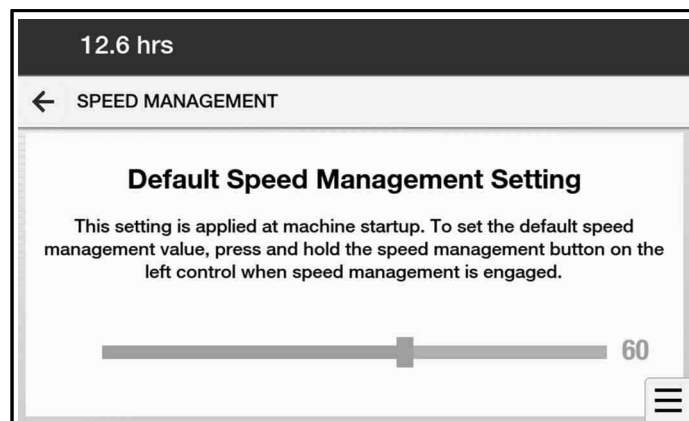 12.6 hrs
SPEED MANAGEMENT
Default Speed Management Setting
This setting is applied at machine startup. To set the default speed
management value, press and hold the speed management button on the
left control when speed management is engaged.
60